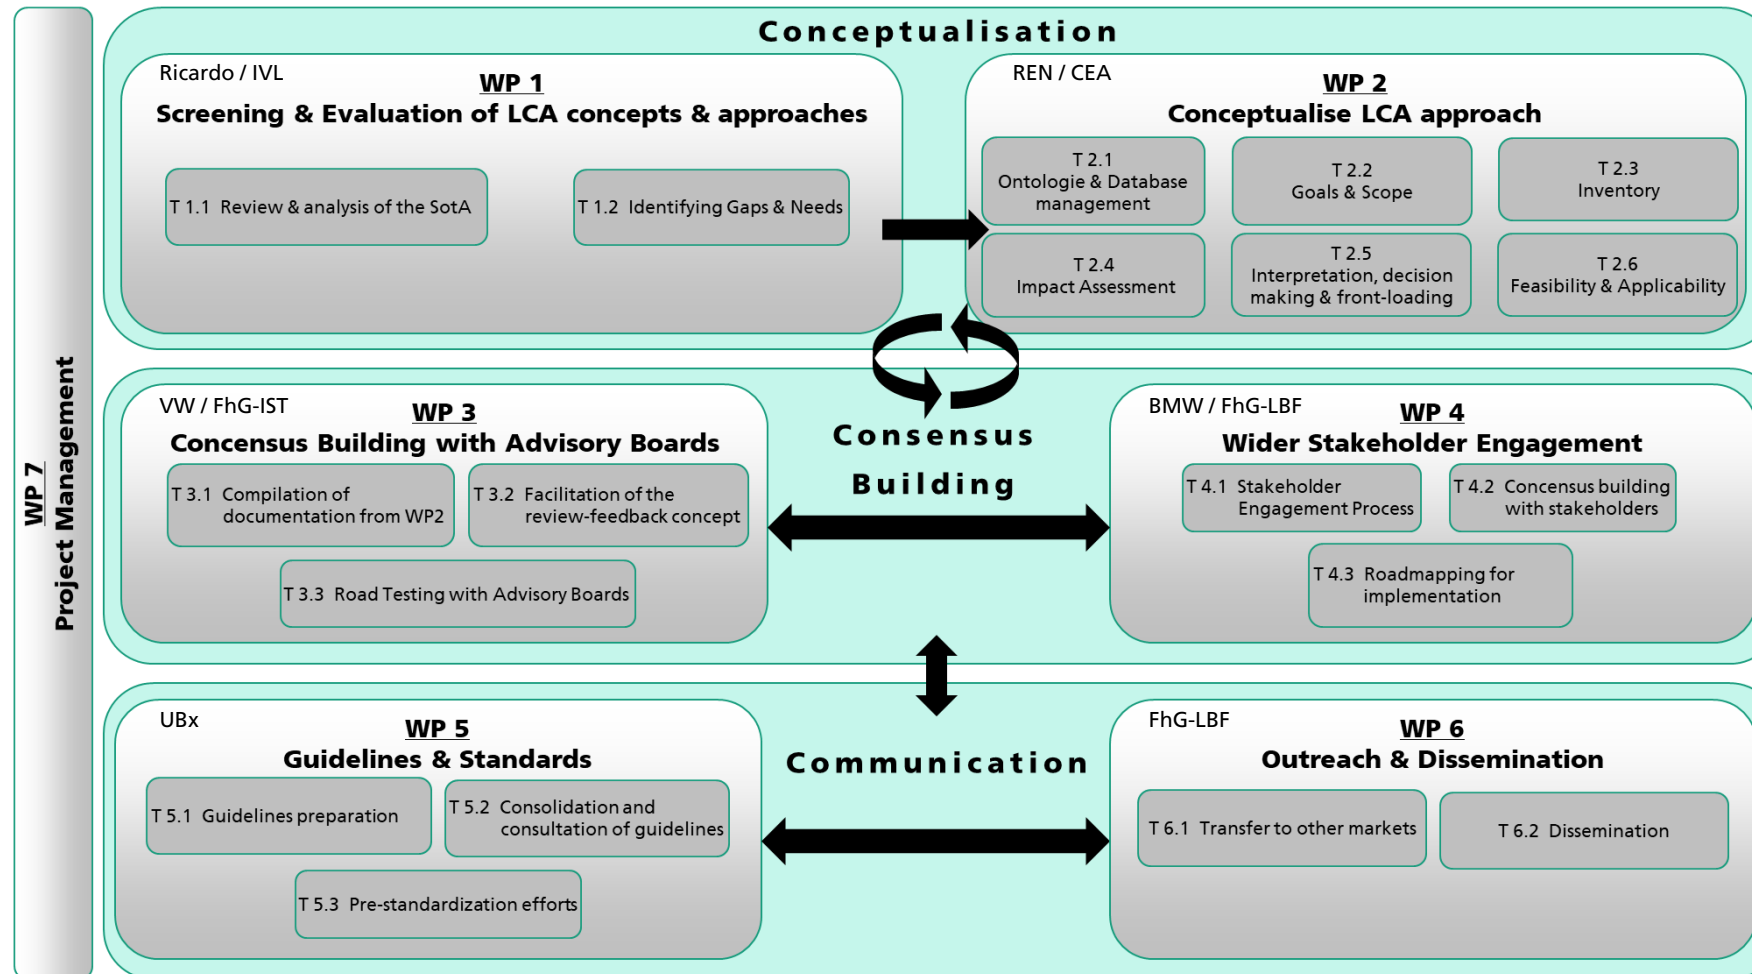 Conceptualisation
Ricardo / IVL
WP 1
Screening & Evaluation of LCA concepts & approaches
T 1.1 Review & analysis of the SotA
T 1.2 Identifying Gaps & Needs
REN / CEA
WP 2
Conceptualise LCA approach
T 2.1
Ontologie & Database
management
T 2.2
Goals & Scope
T 2.3
Inventory
T 2.4
Impact Assessment
T 2.5
Interpretation, decision
making & front-loading
T 2.6
Feasibility & Applicability
WP 7
Project Management
VW / FhG-IST
WP 3
Concensus Building with Advisory Boards
T 3.1 Compilation of
documentation from WP2
T 3.2 Facilitation of the
review-feedback concept
T 3.3 Road Testing with Advisory Boards
Consensus
Building
BMW / FhG-LBF
WP 4
Wider Stakeholder Engagement
T 4.1 Stakeholder
Engagement Process
T 4.2 Concensus building
with stakeholders
T 4.3 Roadmapping for
implementation
UBx
WP 5
Guidelines & Standards
T 5.1 Guidelines preparation
T 5.2 Consolidation and
consultation of guidelines
T 5.3 Pre-standardization efforts
Communication
FhG-LBF
WP 6
Outreach & Dissemination
T 6.1 Transfer to other markets
T 6.2 Dissemination